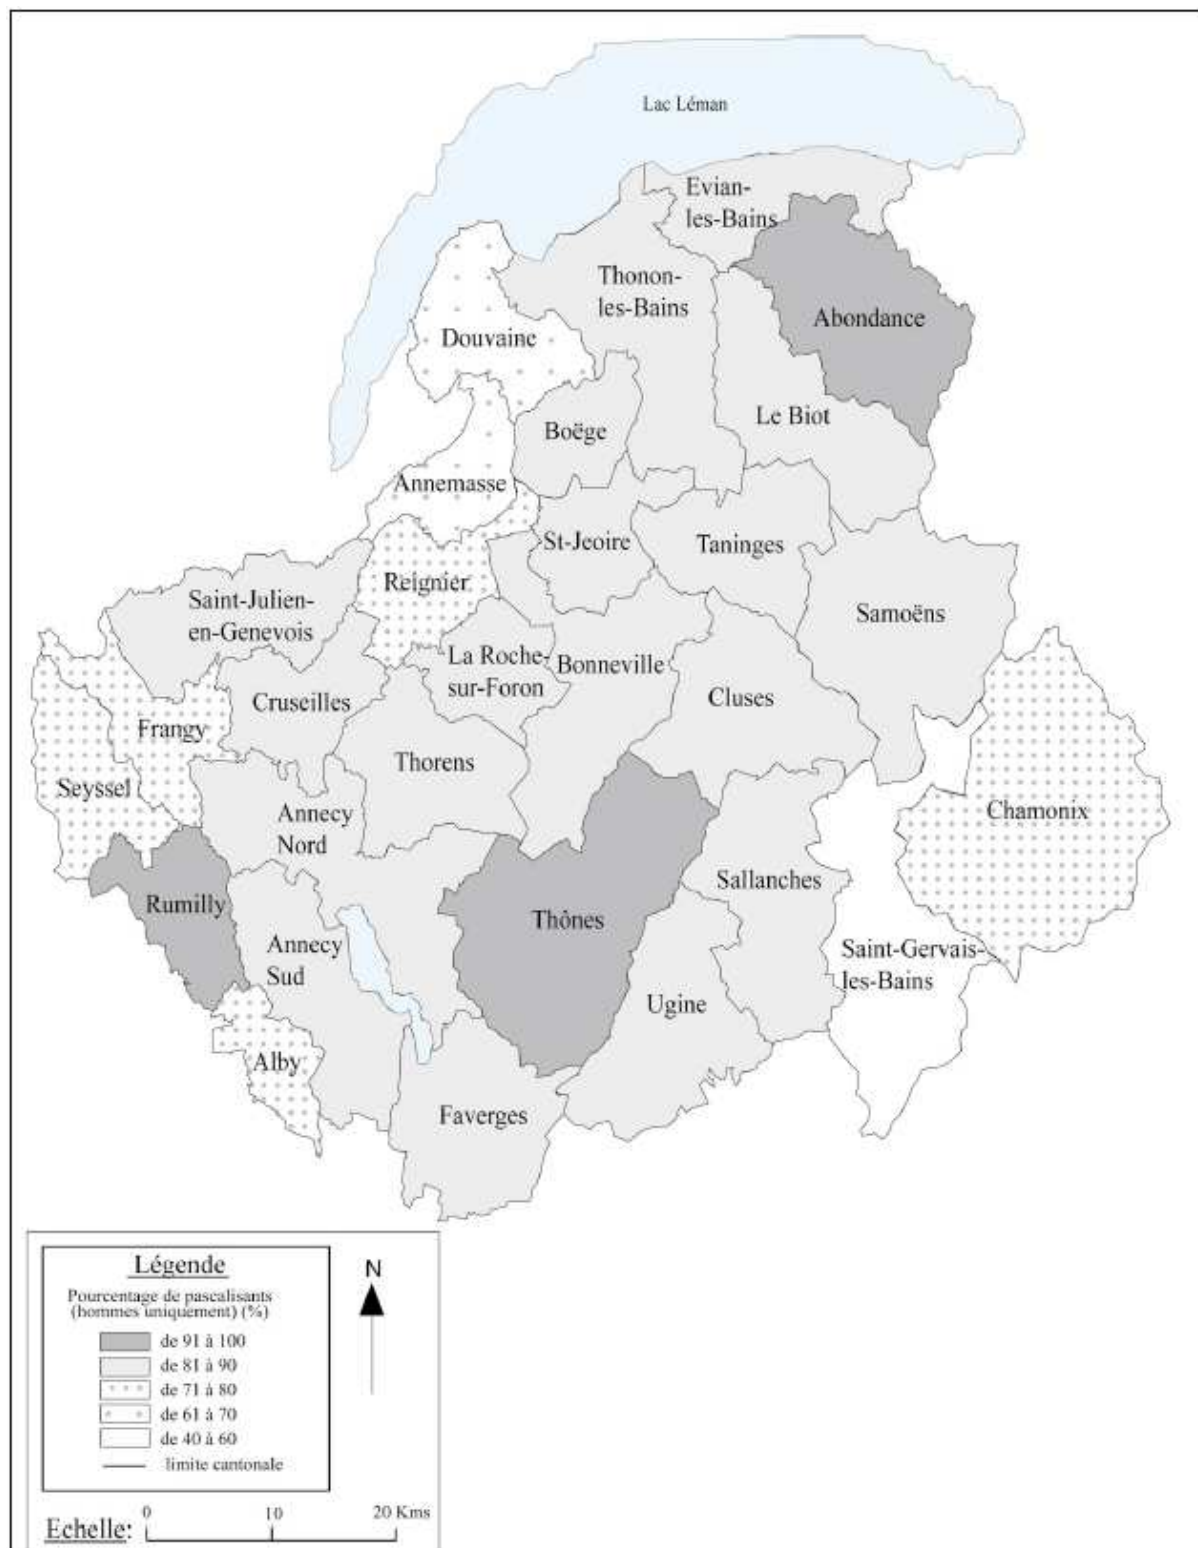 Lac Léman
Evian-
les-Bains
Thonon-
les-Bains
Abondance
Douvaine
Le Biot
Boëge
Annemasse
St-Jeoire
Taninges
Reignier
Saint-Julien-
en-Genevois
Samoëns
La Roche-
sur-Foron
Bonneville
Cruseilles
Cluses
Frangy
Thorens
Seyssel
Annecy
Nord
Chamonix
Sallanches
Rumilly
Thônes
Annecy
Sud
Saint-Gervais-
les-Bains
Ugine
Alby
Faverges
Légende
Pourcentage de pascalisants
(hommes uniquement) (%)
de 91 à 100
de 81 à 90
de 71 à 80
de 61 à 70
de 40 à 60
limite cantonale
N
Echelle:
0 10 20 Kms